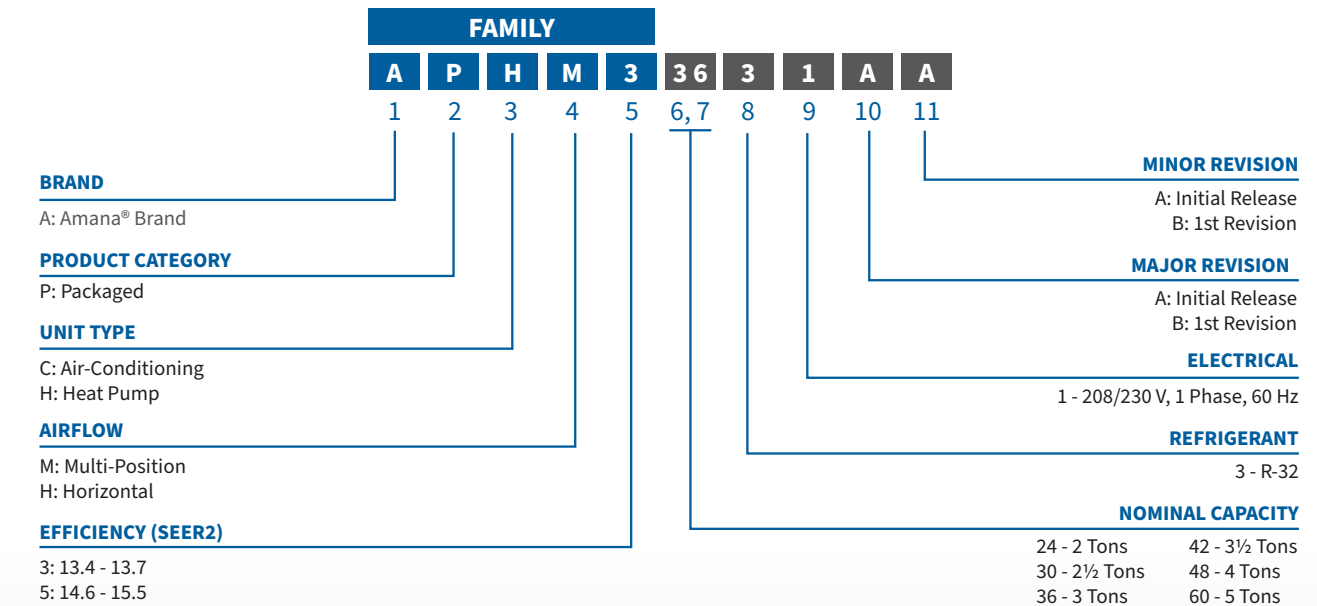 FAMILY
A P H M 3 3 6 3 1 A A
1 2 3 4 5 6, 7 8 9 10 11
BRAND
A: Amana® Brand
PRODUCT CATEGORY
P: Packaged
UNIT TYPE
C: Air-Conditioning
H: Heat Pump
AIRFLOW
M: Multi-Position
H: Horizontal
EFFICIENCY (SEER2)
3: 13.4 - 13.7
5: 14.6 - 15.5
MINOR REVISION
A: Initial Release
B: 1st Revision
MAJOR REVISION
A: Initial Release
B: 1st Revision
ELECTRICAL
1 - 208/230 V, 1 Phase, 60 Hz
REFRIGERANT
3 - R-32
NOMINAL CAPACITY
24 - 2 Tons 42 - 3½ Tons
30 - 2½ Tons 48 - 4 Tons
36 - 3 Tons 60 - 5 Tons